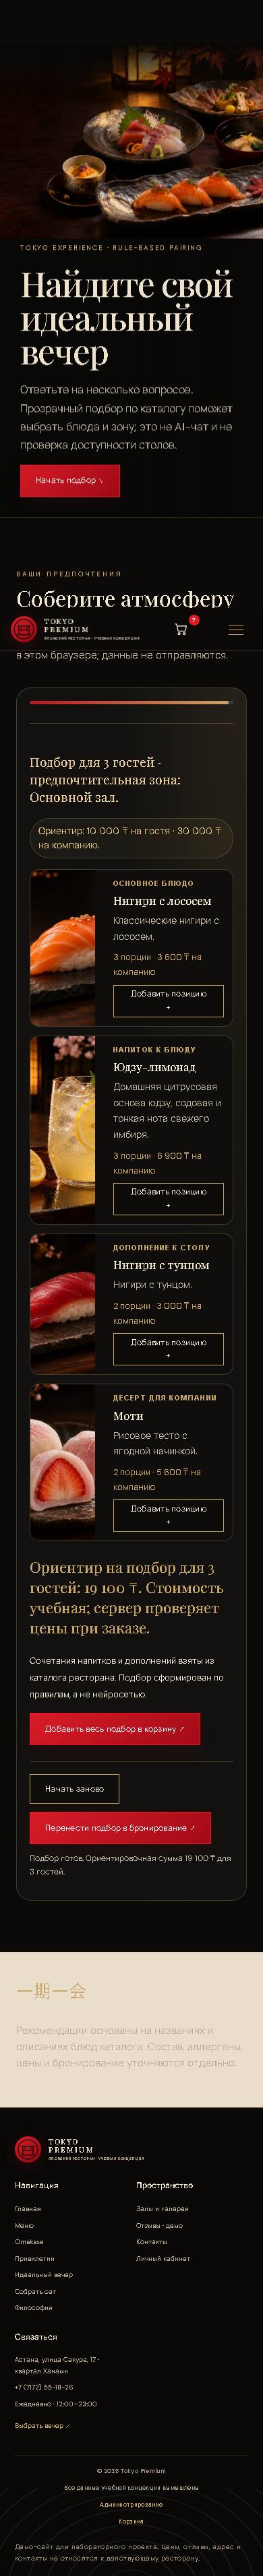 TOKYO EXPERIENCE · RULE-BASED PAIRING
Найдите свой
идеальный
вечер
Ответьте на несколько вопросов.
Прозрачный подбор по каталогу поможет
выбрать блюда и зону; это не AI-чат и не
проверка доступности столов.
Начать подбор
ВАШИ ПРЕДПОЧТЕНИЯ
Соберите атмосферу
TOKYO
PREMIUM
ЯПОНСКИЙ РЕСТОРАН · УЧЕБНАЯ КОНЦЕПЦИЯ
7
в этом браузере; данные не отправляются.
Подбор для 3 гостей ·
предпочтительная зона:
Основной зал.
Ориентир: 10 000 ₸ на гостя · 30 000 ₸
на компанию.
ОСНОВНОЕ БЛЮДО
Нигири с лососем
Классические нигири с
лососем.
3 порции · 3 600 ₸ на
компанию
Добавить позицию
+
НАПИТОК К БЛЮДУ
Юдзу-лимонад
Домашняя цитрусовая
основа юдзу, содовая и
тонкая нота свежего
имбиря.
3 порции · 6 900 ₸ на
компанию
Добавить позицию
+
ДОПОЛНЕНИЕ К СТОЛУ
Нигири с тунцом
Нигири с тунцом.
2 порции · 3 000 ₸ на
компанию
Добавить позицию
+
ДЕСЕРТ ДЛЯ КОМПАНИИ
Моти
Рисовое тесто с
ягодной начинкой.
2 порции · 5 600 ₸ на
компанию
Добавить позицию
+
Ориентир на подбор для 3
гостей: 19 100 ₸. Стоимость
учебная; сервер проверяет
цены при заказе.
Сочетания напитков и дополнений взяты из
каталога ресторана. Подбор сформирован по
правилам, а не нейросетью.
Добавить весь подбор в корзину ↗
Начать заново
Перенести подбор в бронирование ↗
Подбор готов. Ориентировочная сумма 19 100 ₸ для
3 гостей.
一期一会
Рекомендации основаны на названиях и
описаниях блюд каталога. Состав, аллергены,
цены и бронирование уточняются отдельно.
TOKYO
PREMIUM
ЯПОНСКИЙ РЕСТОРАН · УЧЕБНАЯ КОНЦЕПЦИЯ
Навигация
Главная
Меню
Omakase
Привилегии
Идеальный вечер
Собрать сет
Философия
Пространство
Залы и галерея
Отзывы · демо
Контакты
Личный кабинет
Связаться
Астана, улица Сакура, 17 ·
квартал Ханами
+7 (7172) 55-18-26
Ежедневно · 12:00–23:00
Выбрать вечер ↗
© 2026 Tokyo Premium
Все данные учебной концепции вымышлены
Администрирование
Корзина
Демо-сайт для лабораторного проекта. Цены, отзывы, адрес и
контакты не относятся к действующему ресторану.